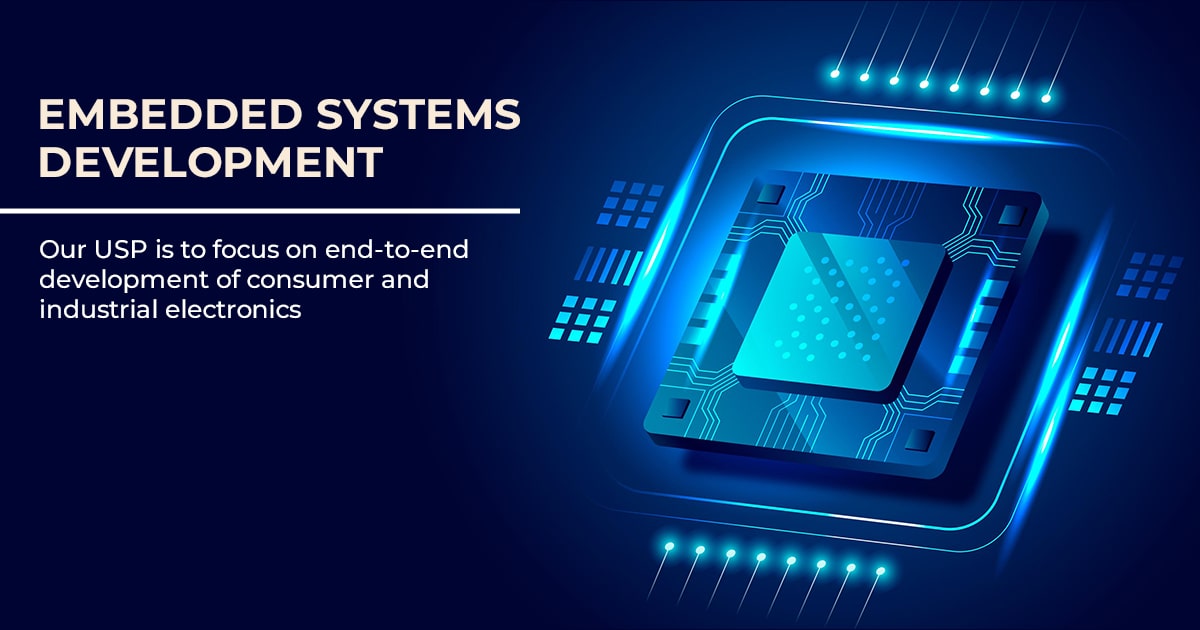 EMBEDDED SYSTEMS
DEVELOPMENT
Our USP is to focus on end-to-end
development of consumer and
industrial electronics